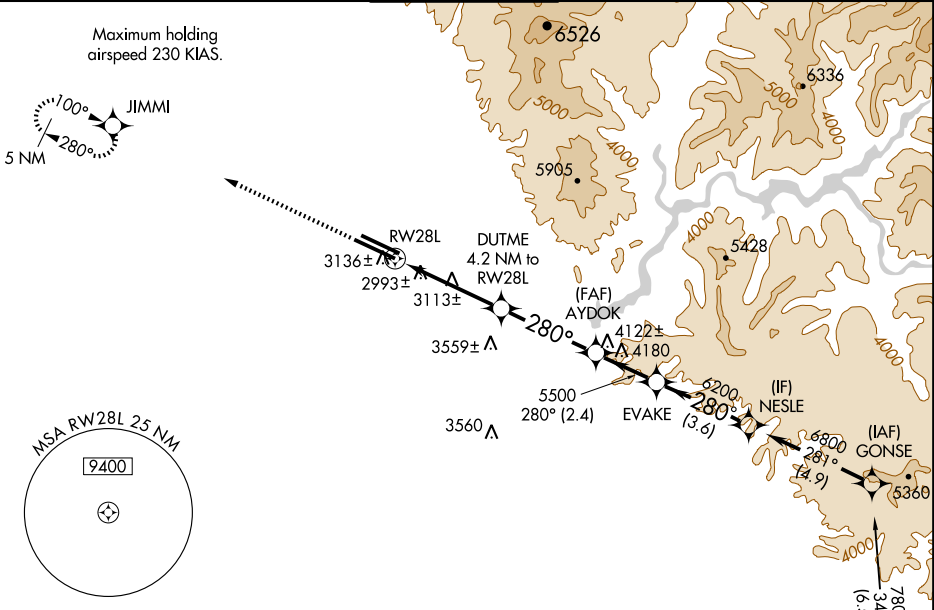 Maximum holding
airspeed 230 KIAS.
6526
6336
5000
5000
4000
4000
100°
JIMMI
280°
5 NM
5905
4000
5428
RW28L
3136±
2993±
3113±
DUTME
4.2 NM to
RW28L
280°
(FAF)
AYDOK
4122±
4180
3559±
4000
5500
280° (2.4)
EVAKE
6200
280°
(3.6)
(IF)
NESLE
3560
6800
281°
(4.9)
(IAF)
GONSE
5360
MSA RW28L 25 NM
9400
4000